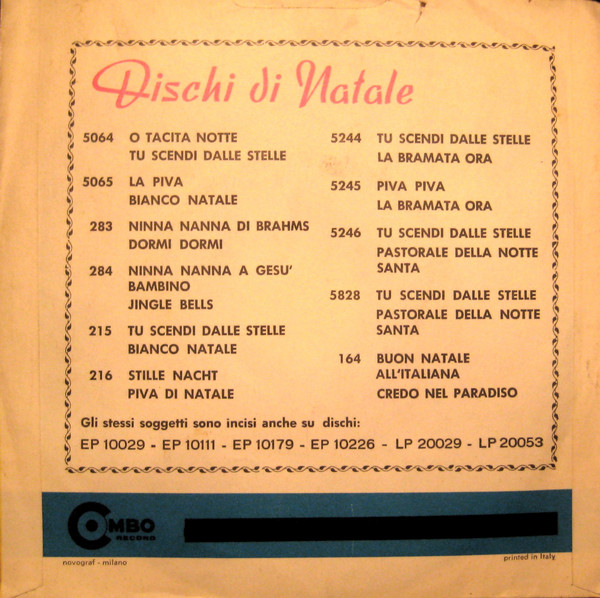 Dischi di Natale
5064 O TACITA NOTTE
TU SCENDI DALLE STELLE
5065 LA PIVA
BIANCO NATALE
283 NINNA NANNA DI BRAHMS
DORMI DORMI
284 NINNA NANNA A GESU'
BAMBINO
JINGLE BELLS
215 TU SCENDI DALLE STELLE
BIANCO NATALE
216 STILLE NACHT
PIVA DI NATALE
5244 TU SCENDI DALLE STELLE
LA BRAMATA ORA
5245 PIVA PIVA
LA BRAMATA ORA
5246 TU SCENDI DALLE STELLE
PASTORALE DELLA NOTTE
SANTA
5828 TU SCENDI DALLE STELLE
PASTORALE DELLA NOTTE
SANTA
164 BUON NATALE
ALL'ITALIANA
CREDO NEL PARADISO
Gli stessi soggetti sono incisi anche su dischi:
EP 10029 - EP 10111 - EP 10179 - EP 10226 - LP 20029 - LP 20053
COMBO
RECORD
novograf - milano
printed in Italy